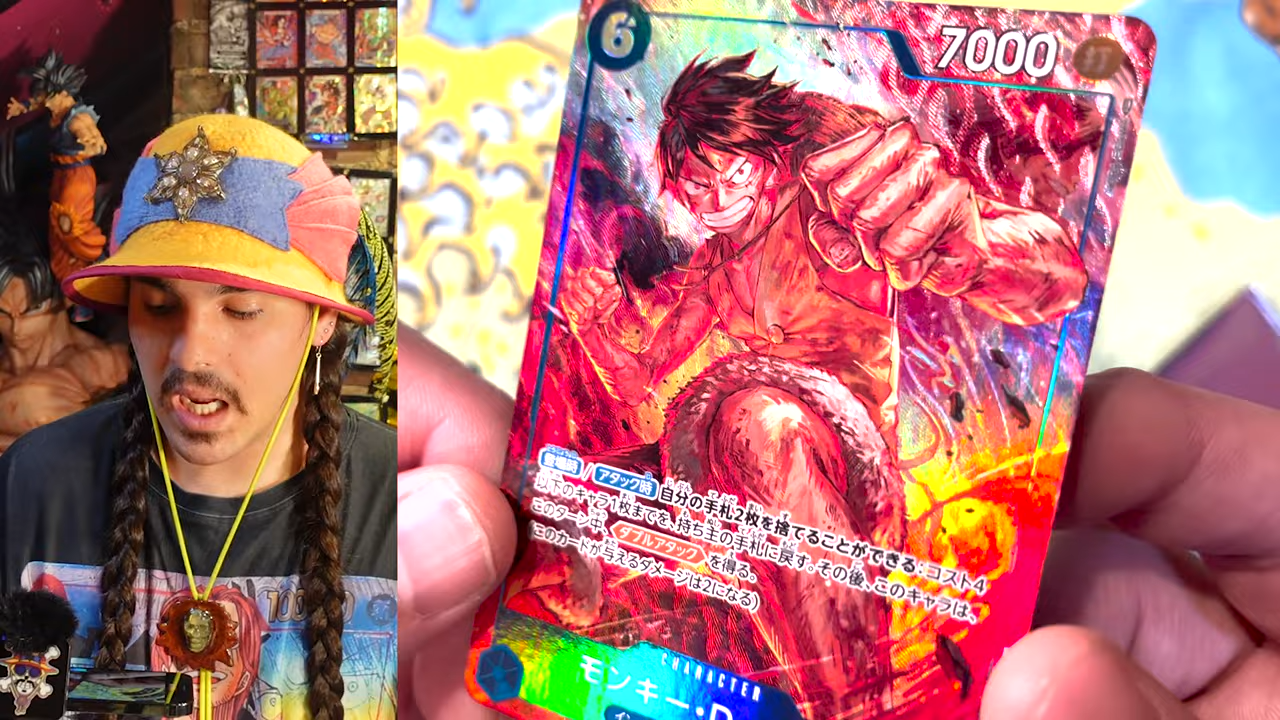 6
7000
打
登場時 / アタック時 自分の手札2枚を捨てることができる：コスト4
以下のキャラ1枚までを、持ち主の手札に戻す。その後、このキャラは、
このターン中、ダブルアタック を得る。
このカードが与えるダメージは2になる)
CHARACTER
モンキー・D